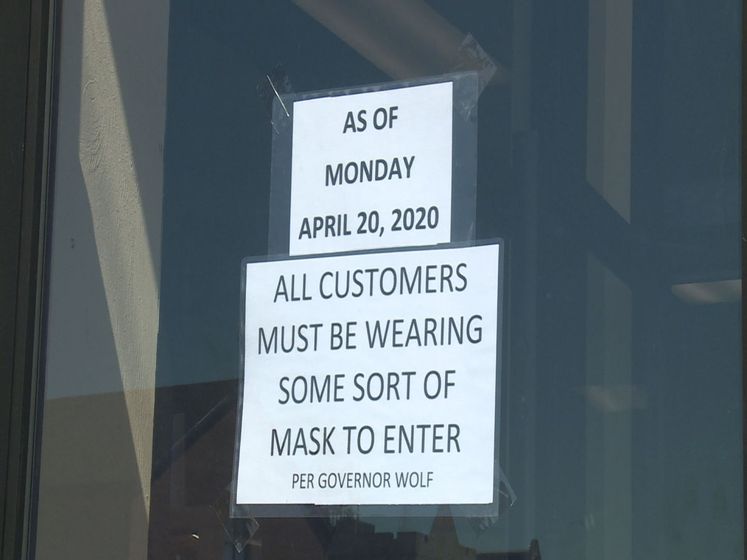 AS OF
MONDAY
APRIL 20, 2020
ALL CUSTOMERS
MUST BE WEARING
SOME SORT OF
MASK TO ENTER
PER GOVERNOR WOLF